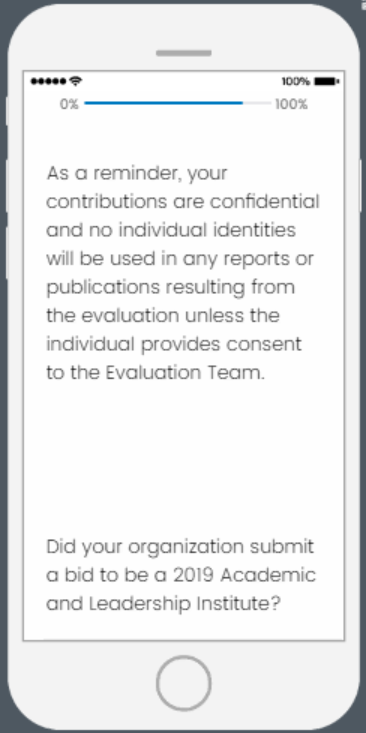 100%
0% 100%
As a reminder, your
contributions are confidential
and no individual identities
will be used in any reports or
publications resulting from
the evaluation unless the
individual provides consent
to the Evaluation Team.
Did your organization submit
a bid to be a 2019 Academic
and Leadership Institute?